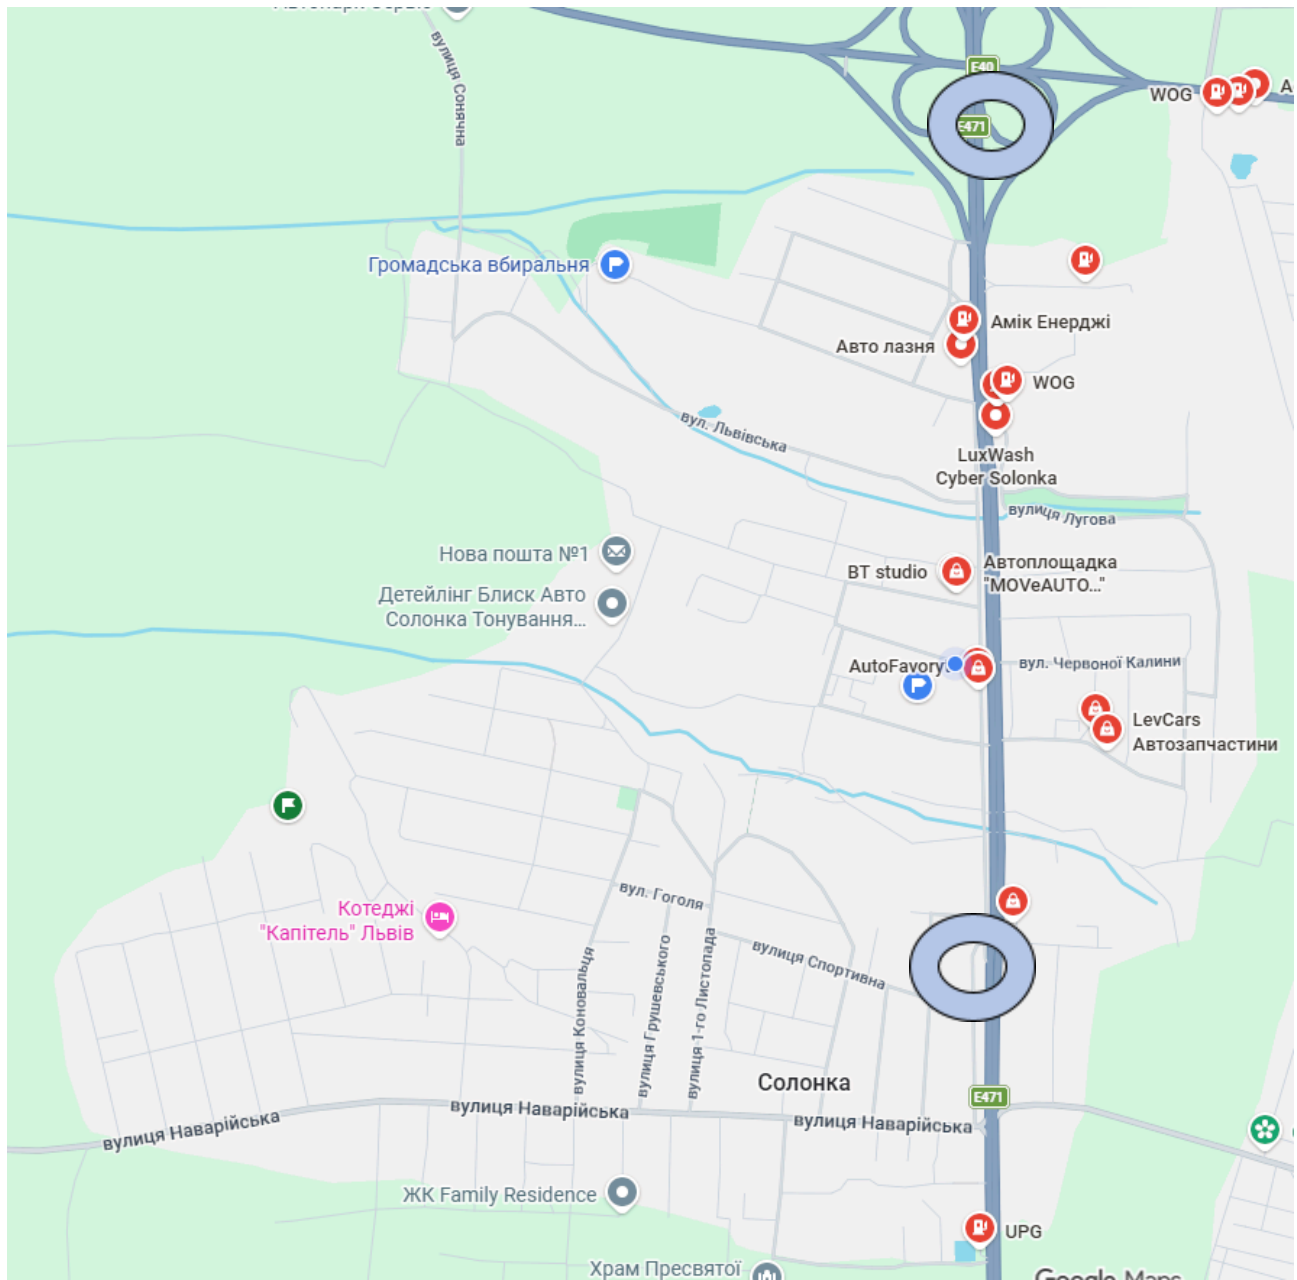 вулиця Сонячна
E40
E471
WOG
Громадська вбиральня
Амік Енерджі
Авто лазня
WOG
вул. Львівська
LuxWash
Cyber Solonka
вулиця Лугова
Нова пошта №1
BT studio
Автоплощадка
"MOVeAUTO..."
Детейлінг Блиск Авто
Солонка Тонування...
AutoFavoryt
вул. Червоної Калини
LevCars
Автозапчастини
вул. Гоголя
Котеджі
"Капітель" Львів
вулиця Спортивна
вулиця Коновальця
вулиця Грушевського
вулиця 1-го Листопада
Солонка
E471
вулиця Наварійська
вулиця Наварійська
вулиця Наварійська
ЖК Family Residence
UPG
Храм Пресвятої
Google Maps